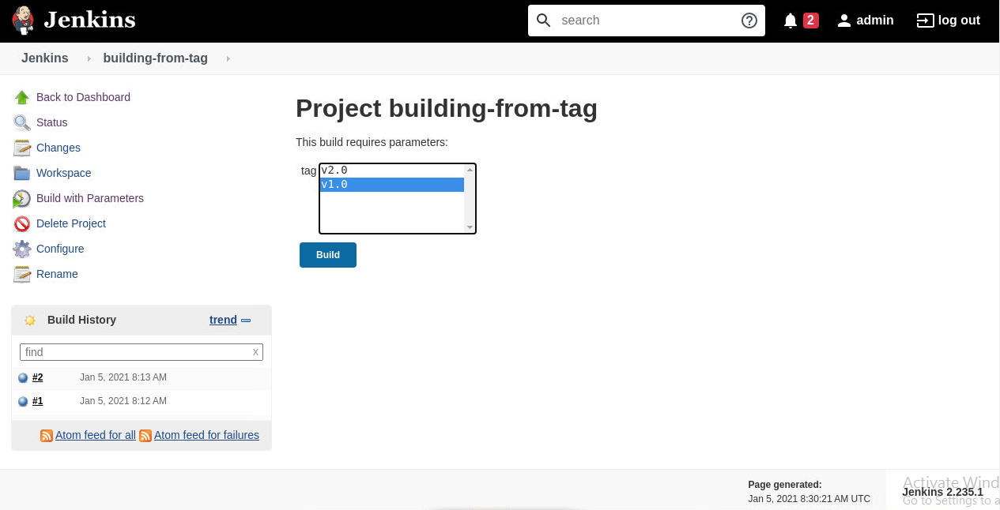 Jenkins search 2 admin log out
Jenkins building-from-tag
Back to Dashboard
Status
Changes
Workspace
Build with Parameters
Delete Project
Configure
Rename
Project building-from-tag
This build requires parameters:
tag v2.0
v1.0
Build
Build History trend
find x
#2 Jan 5, 2021 8:13 AM
#1 Jan 5, 2021 8:12 AM
Atom feed for all Atom feed for failures
Page generated:
Jan 5, 2021 8:30:21 AM UTC
Jenkins 2.235.1
Activate Wind
Go to Settings to a